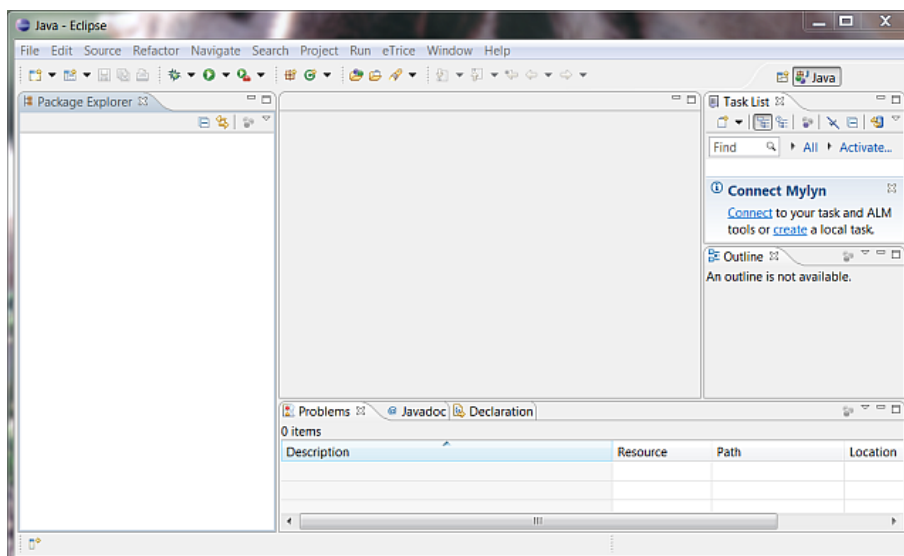 Java - Eclipse
File Edit Source Refactor Navigate Search Project Run eTrice Window Help
Java
Package Explorer
Task List
Find All Activate...
Connect Mylyn
Connect to your task and ALM
tools or create a local task.
Outline
An outline is not available.
Problems Javadoc Declaration
0 items
Description Resource Path Location